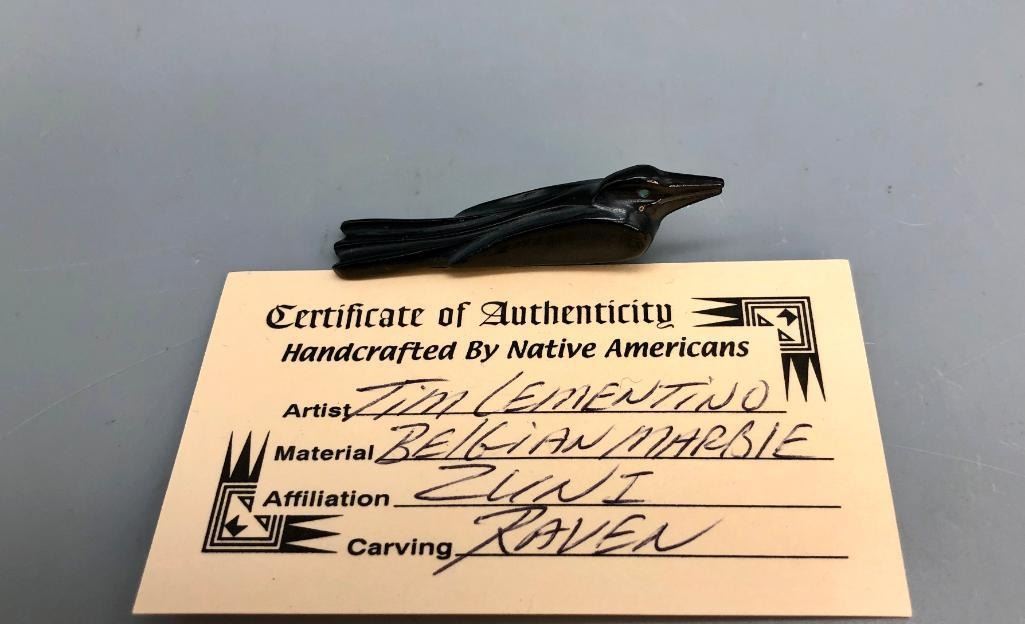 Certificate of Authenticity
Handcrafted By Native Americans
Artist TIM LEMENTINO
Material BELGIAN MARBLE
Affiliation ZUNI
Carving RAVEN